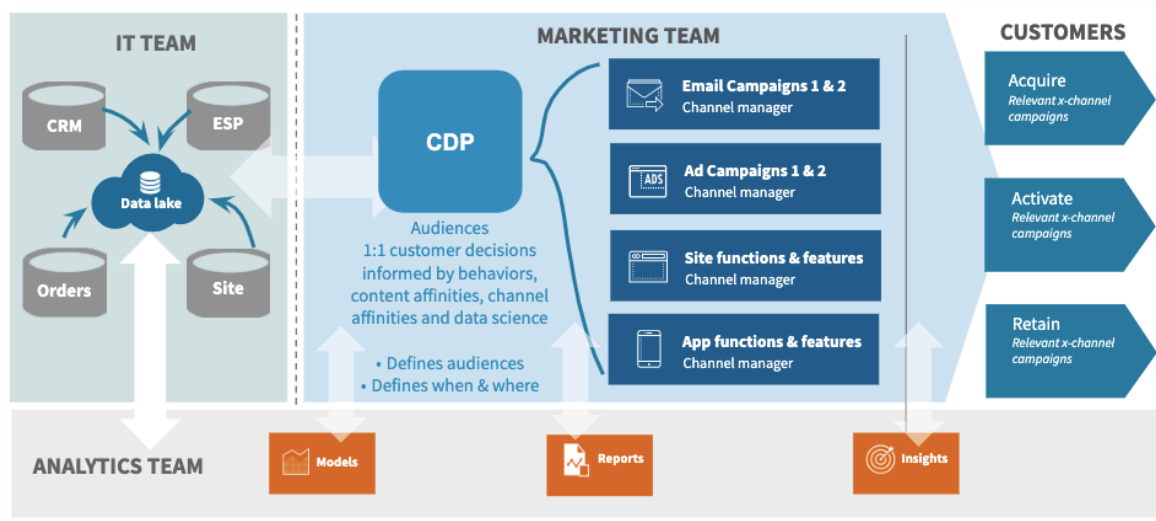 IT TEAM
CRM
ESP
Data lake
Orders
Site
MARKETING TEAM
CDP
Audiences
1:1 customer decisions
informed by behaviors,
content affinities, channel
affinities and data science
• Defines audiences
• Defines when & where
Email Campaigns 1 & 2
Channel manager
ADS
Ad Campaigns 1 & 2
Channel manager
Site functions & features
Channel manager
App functions & features
Channel manager
CUSTOMERS
Acquire
Relevant x-channel
campaigns
Activate
Relevant x-channel
campaigns
Retain
Relevant x-channel
campaigns
ANALYTICS TEAM
Models
Reports
Insights